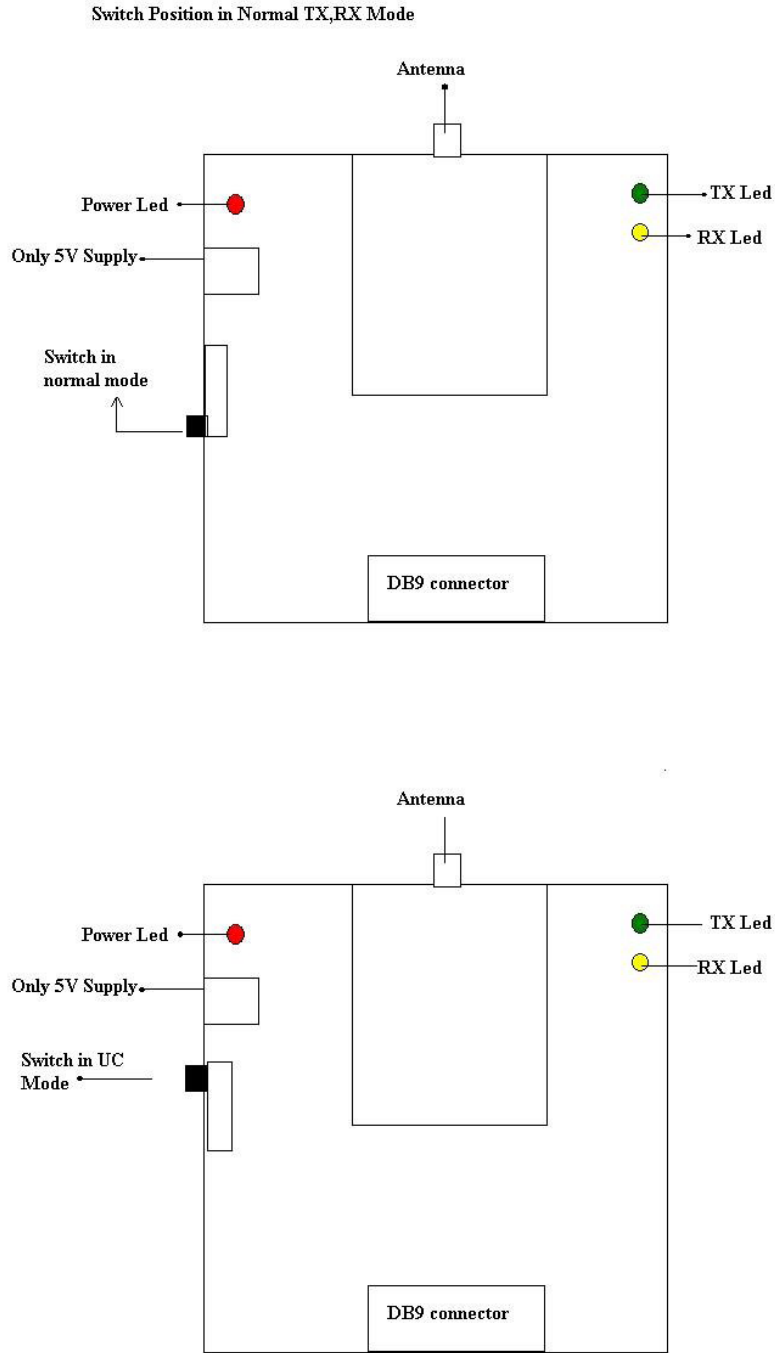 Switch Position in Normal TX,RX Mode
Antenna
Power Led
TX Led
RX Led
Only 5V Supply
Switch in
normal mode
DB9 connector
Antenna
Power Led
TX Led
RX Led
Only 5V Supply
Switch in UC
Mode
DB9 connector